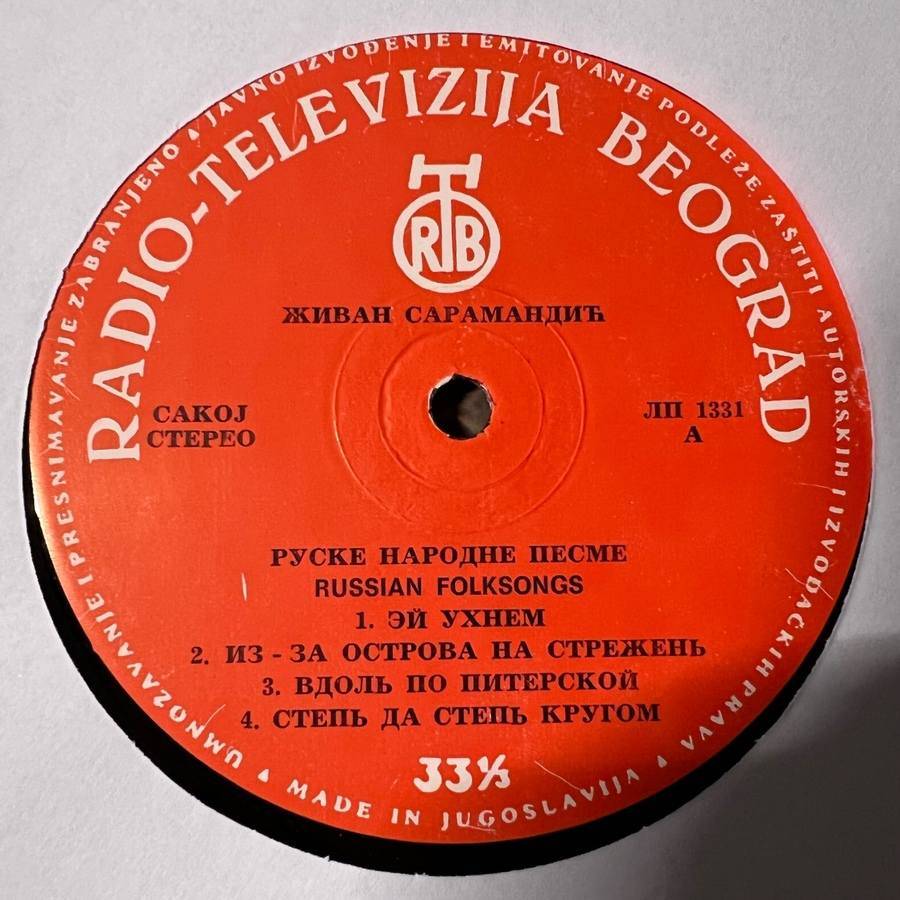 UMNOZAVANJE I PRESNIMAVANJE ZABRANJENO • JAVNO IZVOĐENJE I EMITOVANJE PODLEŽE ZAŠTITI AUTORSKIH I IZVOĐAČKIH PRAVA •
RADIO-TELEVIZIJA BEOGRAD
RTB
ЖИВАН САРАМАНДИЋ
САКОЈ
СТЕРЕО
ЛП 1331
А
РУСКЕ НАРОДНЕ ПЕСМЕ
RUSSIAN FOLKSONGS
1. ЭЙ УХНЕМ
2. ИЗ - ЗА ОСТРОВА НА СТРЕЖЕНЬ
3. ВДОЛЬ ПО ПИТЕРСКОЙ
4. СТЕПЬ ДА СТЕПЬ КРУГОМ
33⅓
MADE IN JUGOSLAVIJA